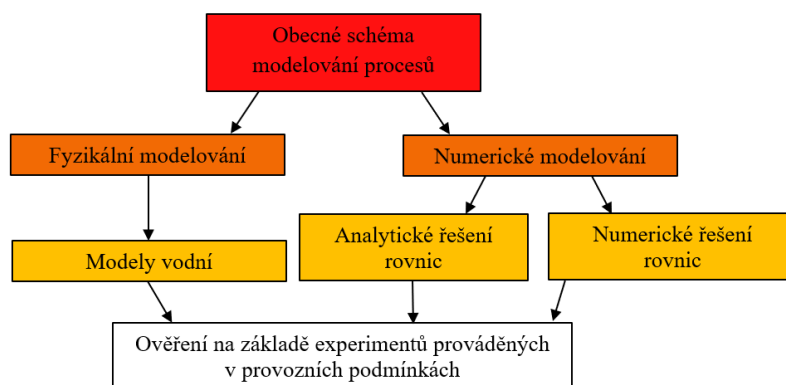 Obecné schéma
modelování procesů
Fyzikální modelování
Numerické modelování
Modely vodní
Analytické řešení
rovnic
Numerické řešení
rovnic
Ověření na základě experimentů prováděných
v provozních podmínkách